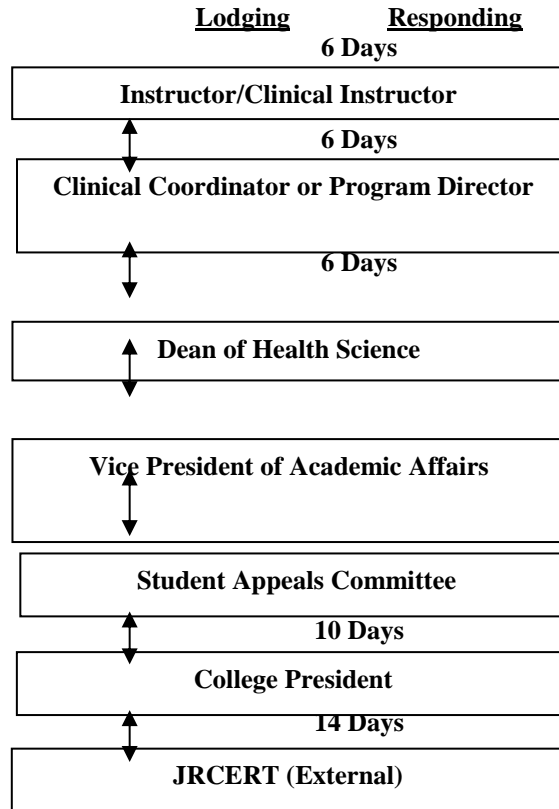 Lodging Responding
6 Days
Instructor/Clinical Instructor
6 Days
Clinical Coordinator or Program Director
6 Days
Dean of Health Science
Vice President of Academic Affairs
Student Appeals Committee
10 Days
College President
14 Days
JRCERT (External)